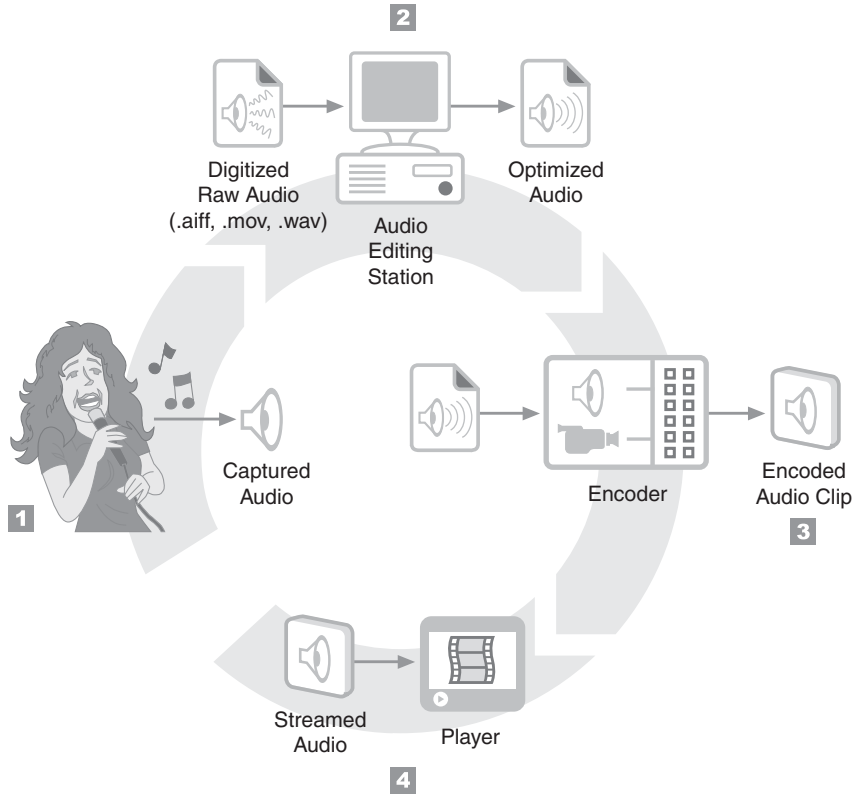 2
Digitized
Raw Audio
(.aiff, .mov, .wav)
Audio
Editing
Station
Optimized
Audio
1
Captured
Audio
Encoder
Encoded
Audio Clip
3
Streamed
Audio
Player
4